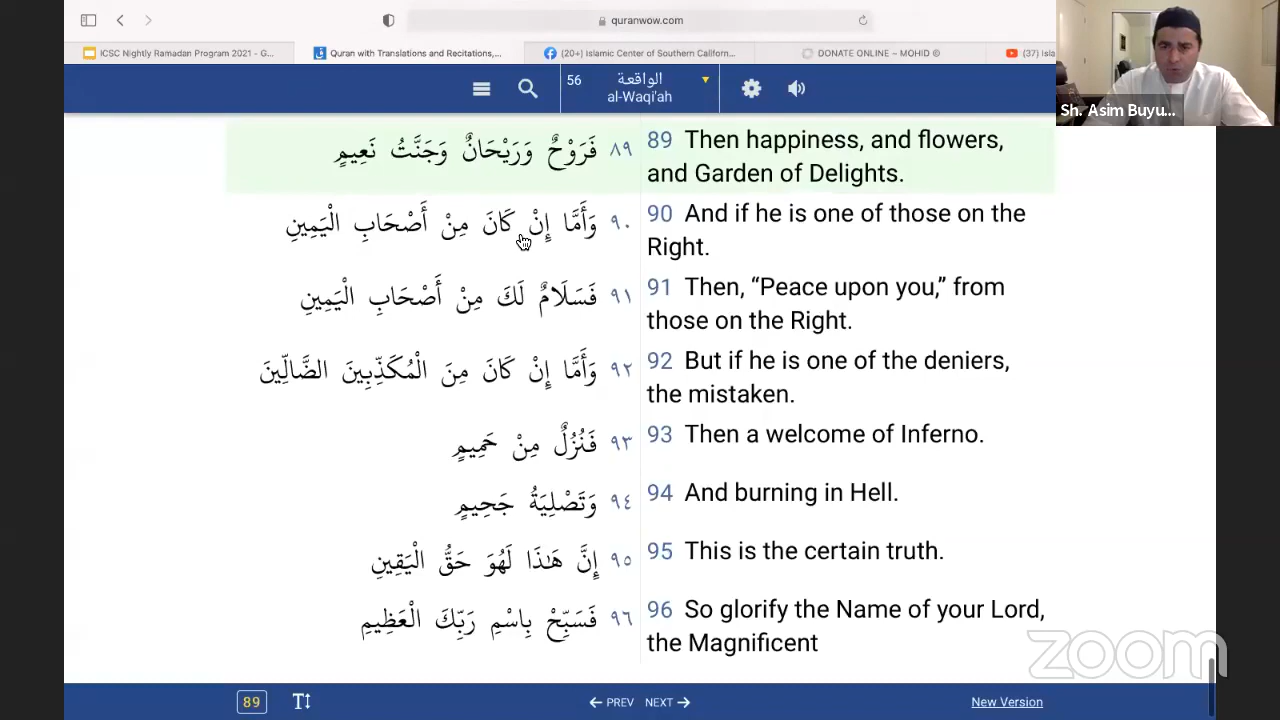 quranwow.com
ICSC Nightly Ramadan Program 2021 - G...
Quran with Translations and Recitations,...
(20+) Islamic Center of Southern Californ...
DONATE ONLINE – MOHID ©
(37) Isla
Sh. Asim Buyu...
56
الواقعة
al-Waqi'ah
٨٩ فَرَوْحٌ وَرَيْحَانٌ وَجَنَّتُ نَعِيمٍ
89 Then happiness, and flowers,
and Garden of Delights.
٩٠ وَأَمَّا إِنْ كَانَ مِنْ أَصْحَابِ الْيَمِينِ
90 And if he is one of those on the
Right.
٩١ فَسَلَامٌ لَكَ مِنْ أَصْحَابِ الْيَمِينِ
91 Then, “Peace upon you,” from
those on the Right.
٩٢ وَأَمَّا إِنْ كَانَ مِنَ الْمُكَذِّبِينَ الضَّالِّينَ
92 But if he is one of the deniers,
the mistaken.
٩٣ فَنُزُلٌ مِنْ حَمِيمٍ
93 Then a welcome of Inferno.
٩٤ وَتَصْلِيَةُ جَحِيمٍ
94 And burning in Hell.
٩٥ إِنَّ هَٰذَا لَهُوَ حَقُّ الْيَقِينِ
95 This is the certain truth.
٩٦ فَسَبِّحْ بِاسْمِ رَبِّكَ الْعَظِيمِ
96 So glorify the Name of your Lord,
the Magnificent
zoom
89
PREV NEXT
New Version